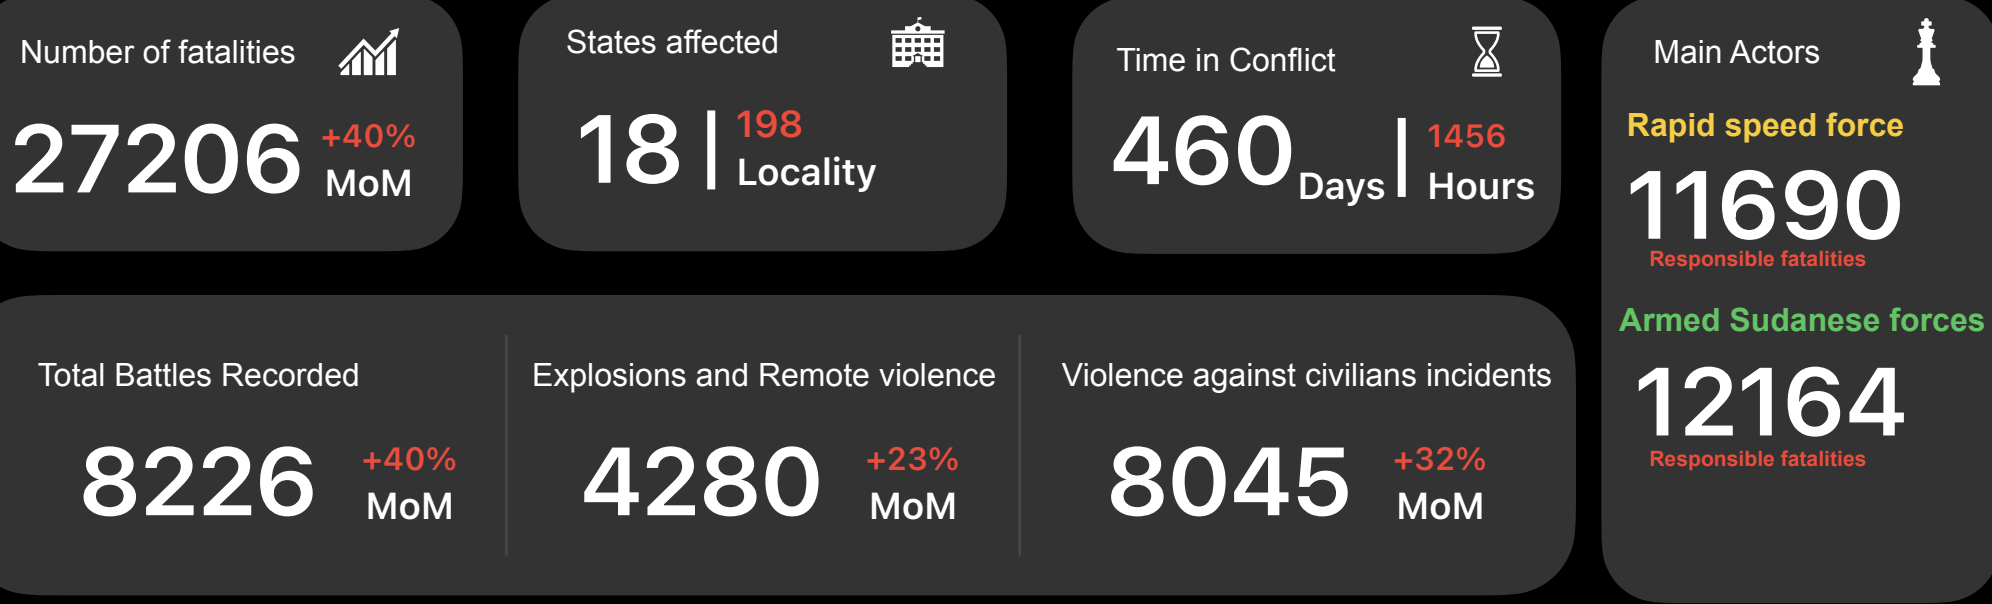 Number of fatalities
27206 +40%
MoM
States affected
18 | 198
Locality
Time in Conflict
460 Days | 1456
Hours
Main Actors
Rapid speed force
11690
Responsible fatalities
Armed Sudanese forces
12164
Responsible fatalities
Total Battles Recorded
8226 +40%
MoM
Explosions and Remote violence
4280 +23%
MoM
Violence against civilians incidents
8045 +32%
MoM